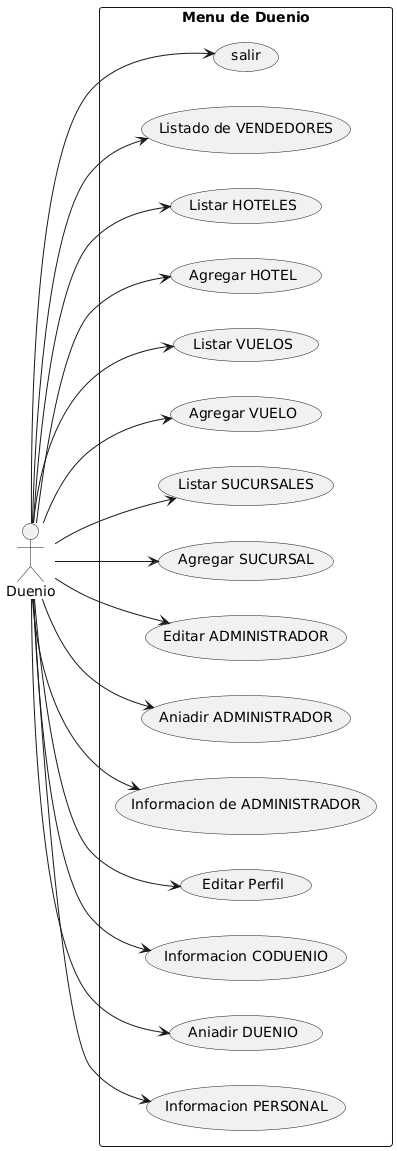 Menu de Duenio
salir
Listado de VENDEDORES
Listar HOTELES
Agregar HOTEL
Listar VUELOS
Agregar VUELO
Listar SUCURSALES
Agregar SUCURSAL
Duenio
Editar ADMINISTRADOR
Aniadir ADMINISTRADOR
Informacion de ADMINISTRADOR
Editar Perfil
Informacion CODUENIO
Aniadir DUENIO
Informacion PERSONAL